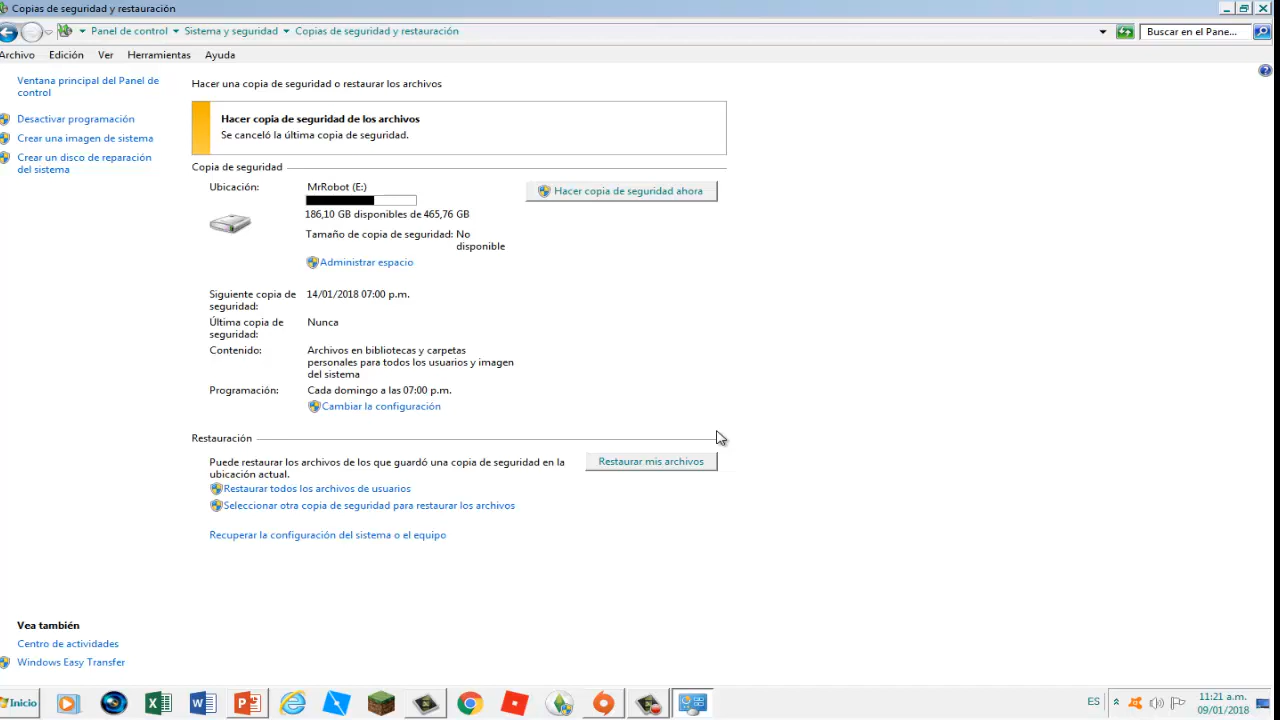 Copias de seguridad y restauración
Panel de control Sistema y seguridad Copias de seguridad y restauración
Buscar en el Pane...
Archivo Edición Ver Herramientas Ayuda
Ventana principal del Panel de
control
Desactivar programación
Crear una imagen de sistema
Crear un disco de reparación
del sistema
Hacer una copia de seguridad o restaurar los archivos
Hacer copia de seguridad de los archivos
Se canceló la última copia de seguridad.
Copia de seguridad
Ubicación: MrRobot (E:)
Hacer copia de seguridad ahora
186,10 GB disponibles de 465,76 GB
Tamaño de copia de seguridad: No
disponible
Administrar espacio
Siguiente copia de 14/01/2018 07:00 p.m.
seguridad:
Última copia de Nunca
seguridad:
Contenido: Archivos en bibliotecas y carpetas
personales para todos los usuarios y imagen
del sistema
Programación: Cada domingo a las 07:00 p.m.
Cambiar la configuración
Restauración
Puede restaurar los archivos de los que guardó una copia de seguridad en la
ubicación actual.
Restaurar mis archivos
Restaurar todos los archivos de usuarios
Seleccionar otra copia de seguridad para restaurar los archivos
Recuperar la configuración del sistema o el equipo
Vea también
Centro de actividades
Windows Easy Transfer
Inicio
ES
11:21 a.m.
09/01/2018